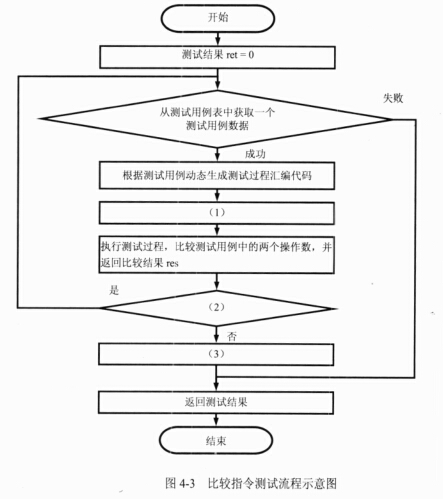 开始
测试结果 ret = 0
从测试用例表中获取一个
测试用例数据
失败
成功
根据测试用例动态生成测试过程汇编代码
（1）
执行测试过程，比较测试用例中的两个操作数，并
返回比较结果 res
是
（2）
否
（3）
返回测试结果
结束
图 4-3 比较指令测试流程示意图